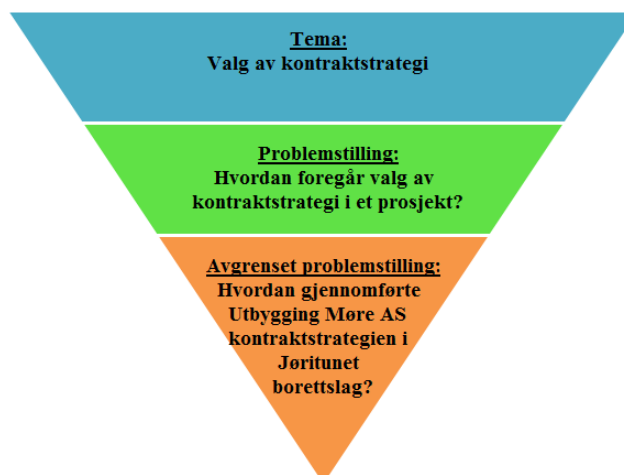 Tema:
Valg av kontraktstrategi
Problemstilling:
Hvordan foregår valg av
kontraktstrategi i et prosjekt?
Avgrenset problemstilling:
Hvordan gjennomførte
Utbygging Møre AS
kontraktstrategien i
Jøritunet
borettslag?